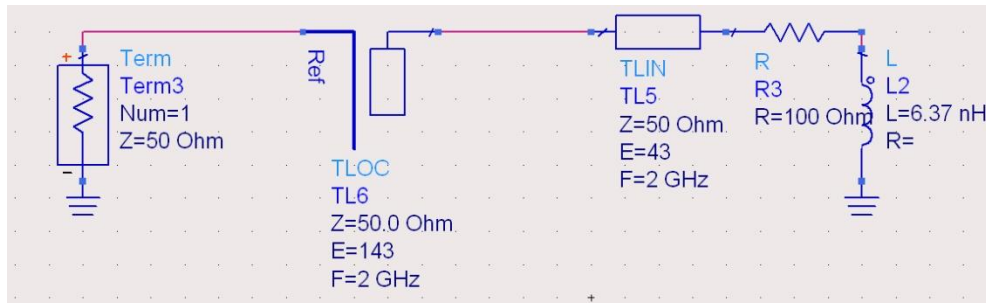 +
Term
Term3
Num=1
Z=50 Ohm
−
Ref
TLOC
TL6
Z=50.0 Ohm
E=143
F=2 GHz
TLIN
TL5
Z=50 Ohm
E=43
F=2 GHz
R
R3
R=100 Ohm
L
L2
L=6.37 nH
R=